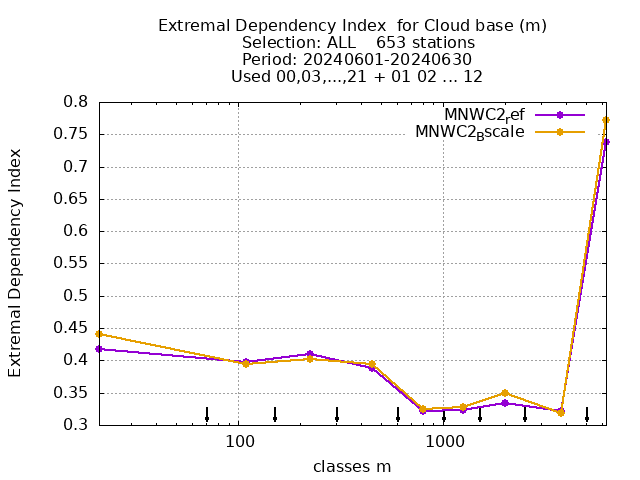 Extremal Dependency Index  for Cloud base (m)
Selection: ALL    653 stations
Period: 20240601-20240630
Used 00,03,...,21 + 01 02 ... 12
0.8
0.75
0.7
0.65
0.6
0.55
0.5
0.45
0.4
0.35
0.3
Extremal Dependency Index
MNWC2ref
MNWC2Bscale
100
1000
classes m